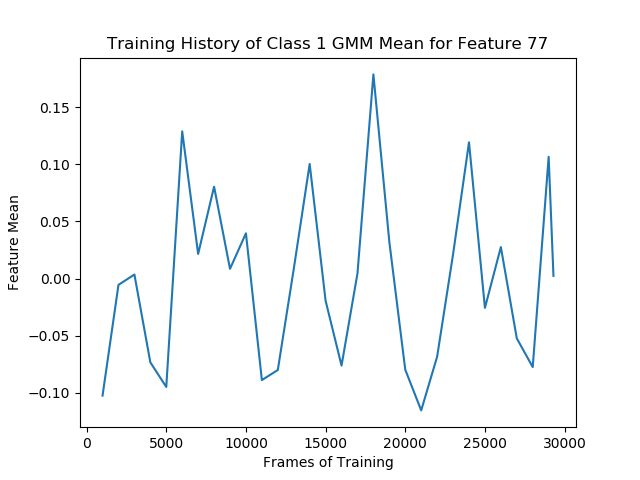 Training History of Class 1 GMM Mean for Feature 77
0.15
0.10
0.05
0.00
−0.05
−0.10
Feature Mean
0 5000 10000 15000 20000 25000 30000
Frames of Training